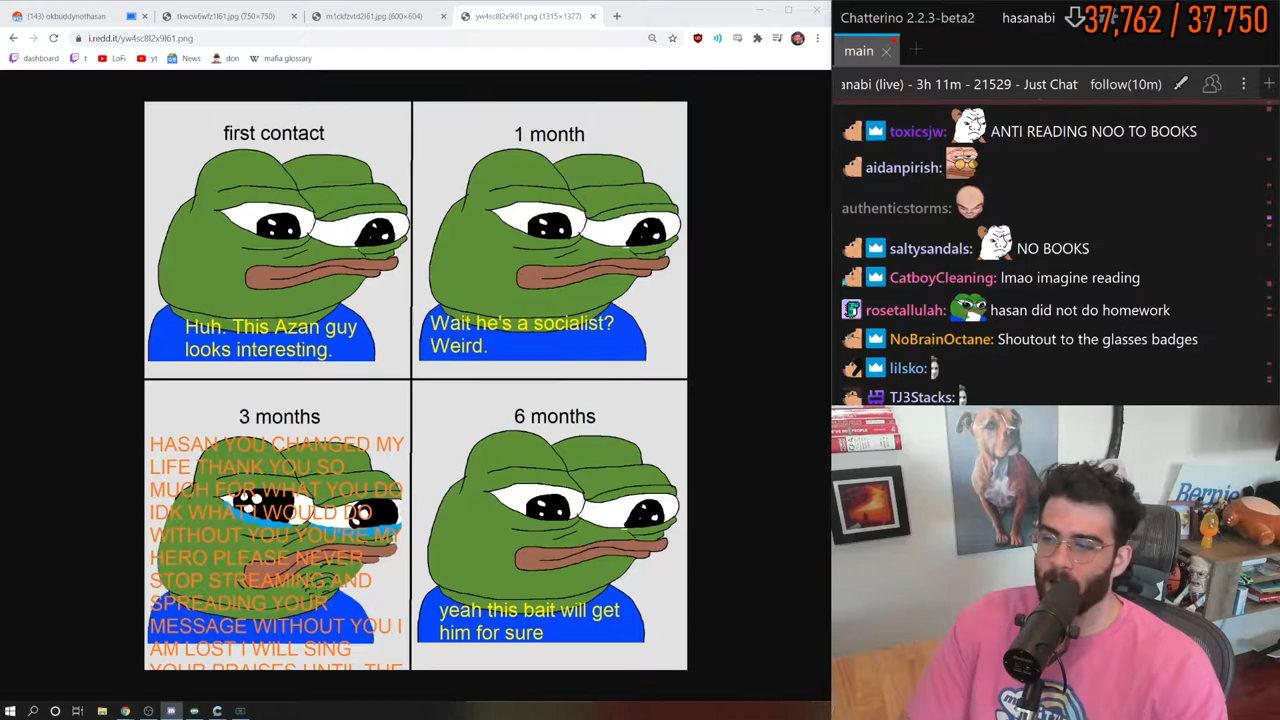 (143) okbuddynothasan
tkwcw6wfz1l61.jpg (750×750)
m1ckfzvtd2l61.jpg (600×604)
yw4sc8l2x9l61.png (1315×1377)
i.redd.it/yw4sc8l2x9l61.png
dashboard
t
LoFi
yt
News
don
mafia glossary
first contact
Huh. This Azan guy
looks interesting.
1 month
Wait he's a socialist?
Weird.
3 months
HASAN YOU CHANGED MY
LIFE THANK YOU SO
MUCH FOR WHAT YOU DO
IDK WHAT I WOULD DO
WITHOUT YOU YOU'RE MY
HERO PLEASE NEVER
STOP STREAMING AND
SPREADING YOUR
MESSAGE WITHOUT YOU I
AM LOST I WILL SING
YOUR PRAISES UNTIL THE
6 months
yeah this bait will get
him for sure
Chatterino 2.2.3-beta2
hasanabi
37,762 / 37,750
main
anabi (live) - 3h 11m - 21529 - Just Chat
follow(10m)
toxicsjw: ANTI READING NOO TO BOOKS
aidanpirish:
authenticstorms:
saltysandals: NO BOOKS
CatboyCleaning: lmao imagine reading
rosetallulah: hasan did not do homework
NoBrainOctane: Shoutout to the glasses badges
lilsko:
TJ3Stacks:
Bernie